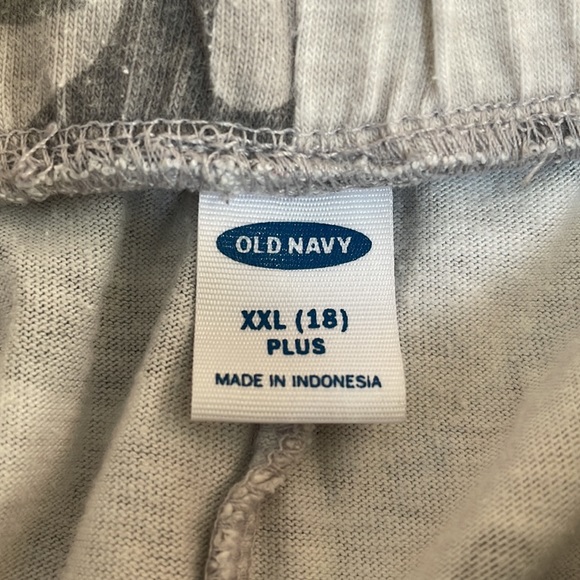 OLD NAVY
XXL (18)
PLUS
MADE IN INDONESIA